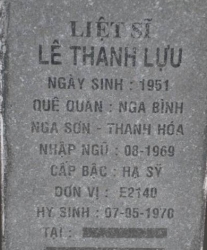 LIỆT SĨ
LÊ THANH LỰU
NGÀY SINH : 1951
QUÊ QUÁN : NGA BÌNH
NGA SƠN - THANH HÓA
NHẬP NGŨ : 08-1969
CẤP BẬC : HẠ SỸ
ĐƠN VỊ : E2140
HY SINH : 07-05-1970
TẠI :